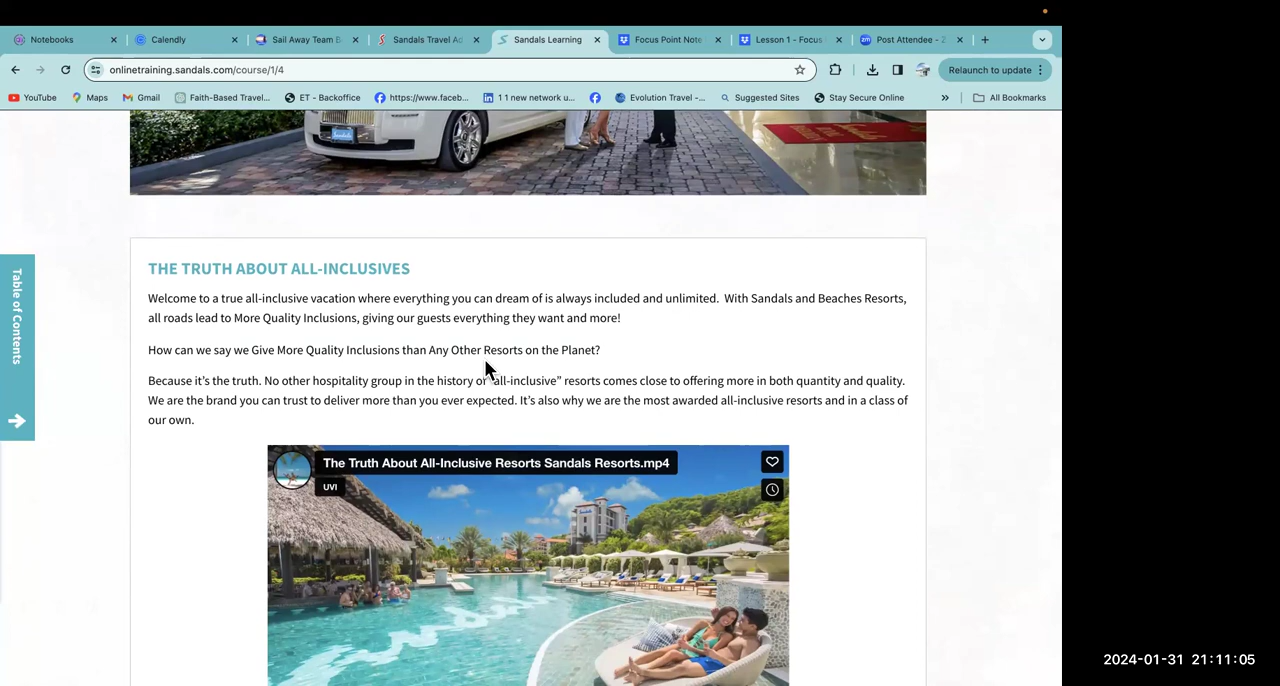 Notebooks
Calendly
Sail Away Team B
Sandals Travel Ad
Sandals Learning
Focus Point Note
Lesson 1 - Focus
zm Post Attendee - Z
onlinetraining.sandals.com/course/1/4
Relaunch to update
YouTube
Maps
Gmail
Faith-Based Travel...
ET - Backoffice
https://www.faceb...
1 1 new network u...
Evolution Travel -...
Suggested Sites
Stay Secure Online
»
All Bookmarks
Table of Contents
THE TRUTH ABOUT ALL-INCLUSIVES
Welcome to a true all-inclusive vacation where everything you can dream of is always included and unlimited. With Sandals and Beaches Resorts,
all roads lead to More Quality Inclusions, giving our guests everything they want and more!
How can we say we Give More Quality Inclusions than Any Other Resorts on the Planet?
Because it's the truth. No other hospitality group in the history or "all-inclusive" resorts comes close to offering more in both quantity and quality.
We are the brand you can trust to deliver more than you ever expected. It's also why we are the most awarded all-inclusive resorts and in a class of
our own.
The Truth About All-Inclusive Resorts Sandals Resorts.mp4
UVI
2024-01-31 21:11:05